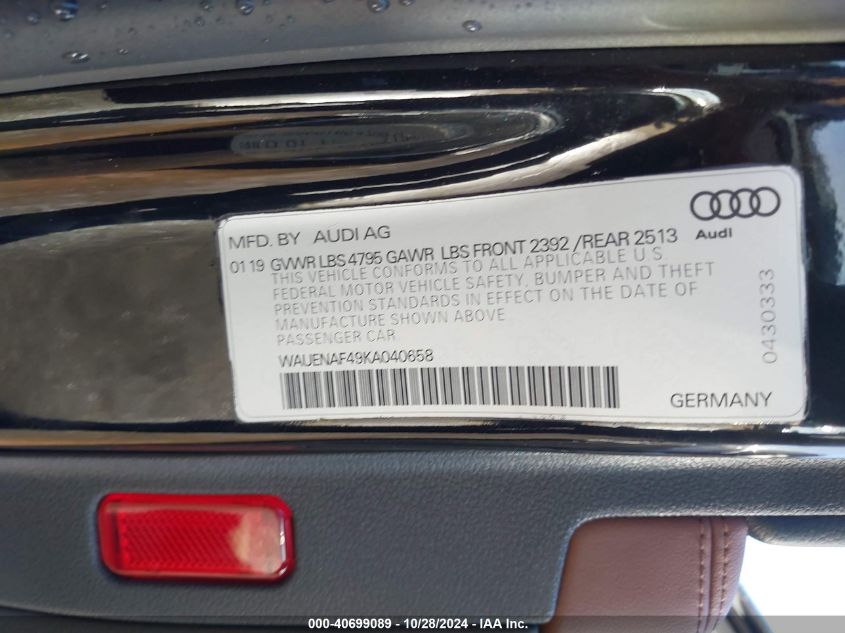 MFD. BY AUDI AG
Audi
01 19 GVWR LBS 4795 GAWR LBS FRONT 2392 /REAR 2513
THIS VEHICLE CONFORMS TO ALL APPLICABLE U.S.
FEDERAL MOTOR VEHICLE SAFETY, BUMPER AND THEFT
PREVENTION STANDARDS IN EFFECT ON THE DATE OF
MANUFACTURE SHOWN ABOVE
PASSENGER CAR
WAUENAF49KA040658
0430333
GERMANY
000-40699089 - 10/28/2024 - IAA Inc.